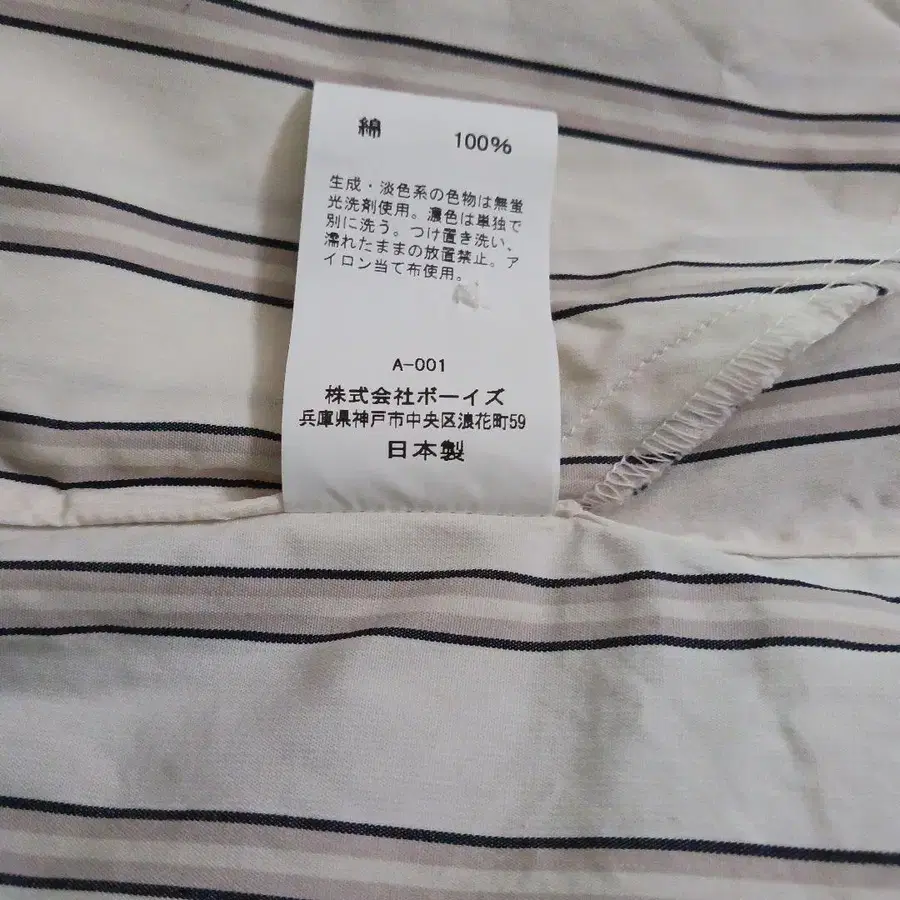 綿 100%
生成・淡色系の色物は無蛍
光洗剤使用。濃色は単独で
別に洗う。つけ置き洗い、
濡れたままの放置禁止。ア
イロン当て布使用。
A-001
株式会社ボーイズ
兵庫県神戸市中央区浪花町59
日本製